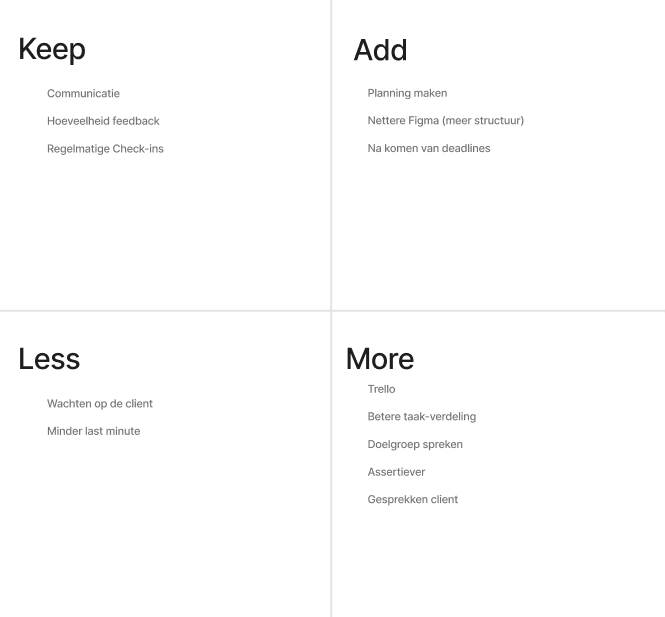 Keep
Communicatie
Hoeveelheid feedback
Regelmatige Check-ins
Add
Planning maken
Nettere Figma (meer structuur)
Na komen van deadlines
Less
Wachten op de client
Minder last minute
More
Trello
Betere taak-verdeling
Doelgroep spreken
Assertiever
Gesprekken client